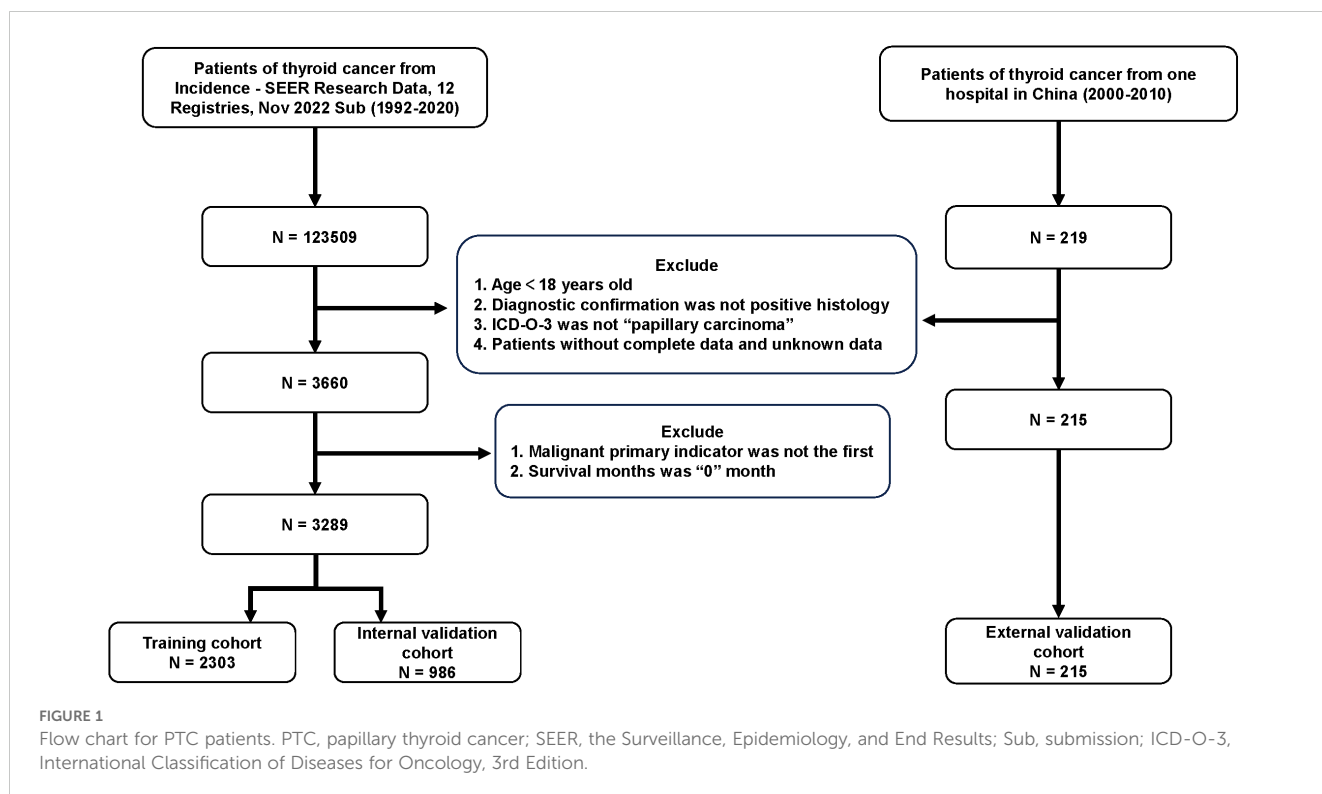 Patients of thyroid cancer from
Incidence - SEER Research Data, 12
Registries, Nov 2022 Sub (1992-2020)
Patients of thyroid cancer from one
hospital in China (2000-2010)
N = 123509
N = 219
Exclude
1. Age < 18 years old
2. Diagnostic confirmation was not positive histology
3. ICD-O-3 was not “papillary carcinoma”
4. Patients without complete data and unknown data
N = 3660
N = 215
Exclude
1. Malignant primary indicator was not the first
2. Survival months was “0” month
N = 3289
Training cohort
N = 2303
Internal validation
cohort
N = 986
External validation
cohort
N = 215
FIGURE 1
Flow chart for PTC patients. PTC, papillary thyroid cancer; SEER, the Surveillance, Epidemiology, and End Results; Sub, submission; ICD-O-3,
International Classification of Diseases for Oncology, 3rd Edition.